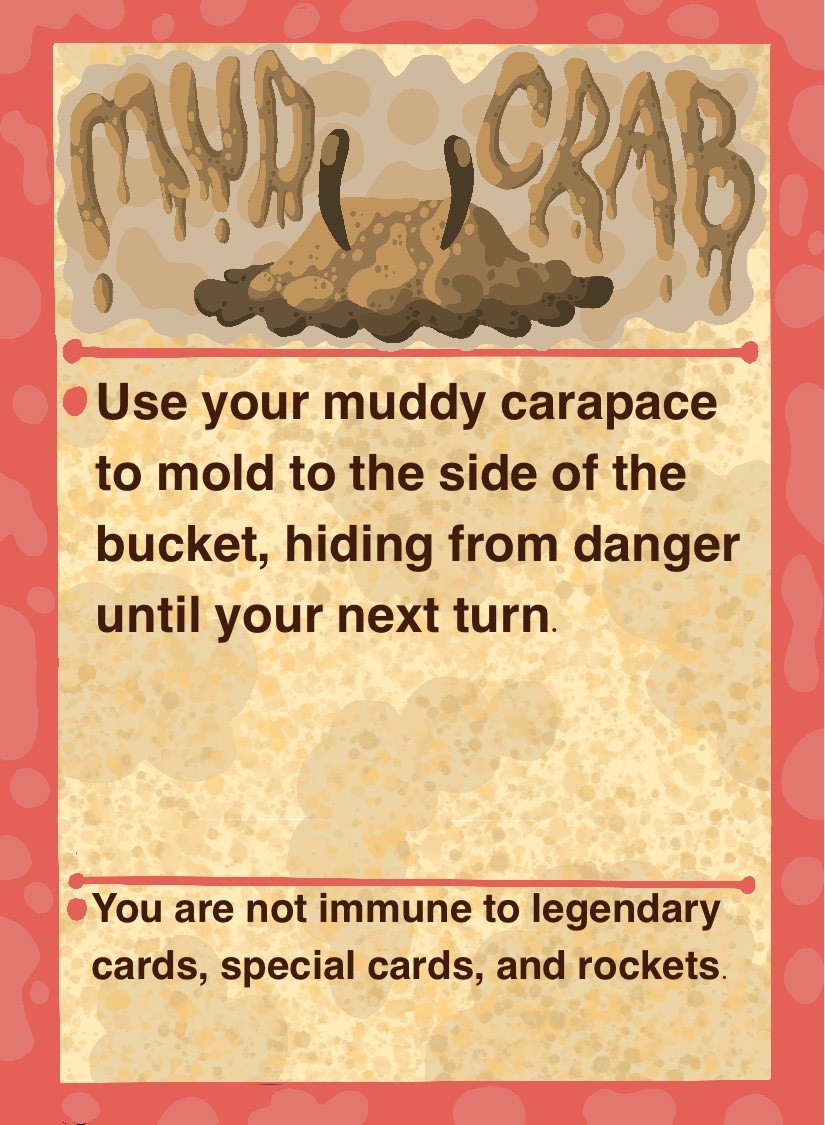 MUD CRAB
Use your muddy carapace
to mold to the side of the
bucket, hiding from danger
until your next turn.
You are not immune to legendary
cards, special cards, and rockets.